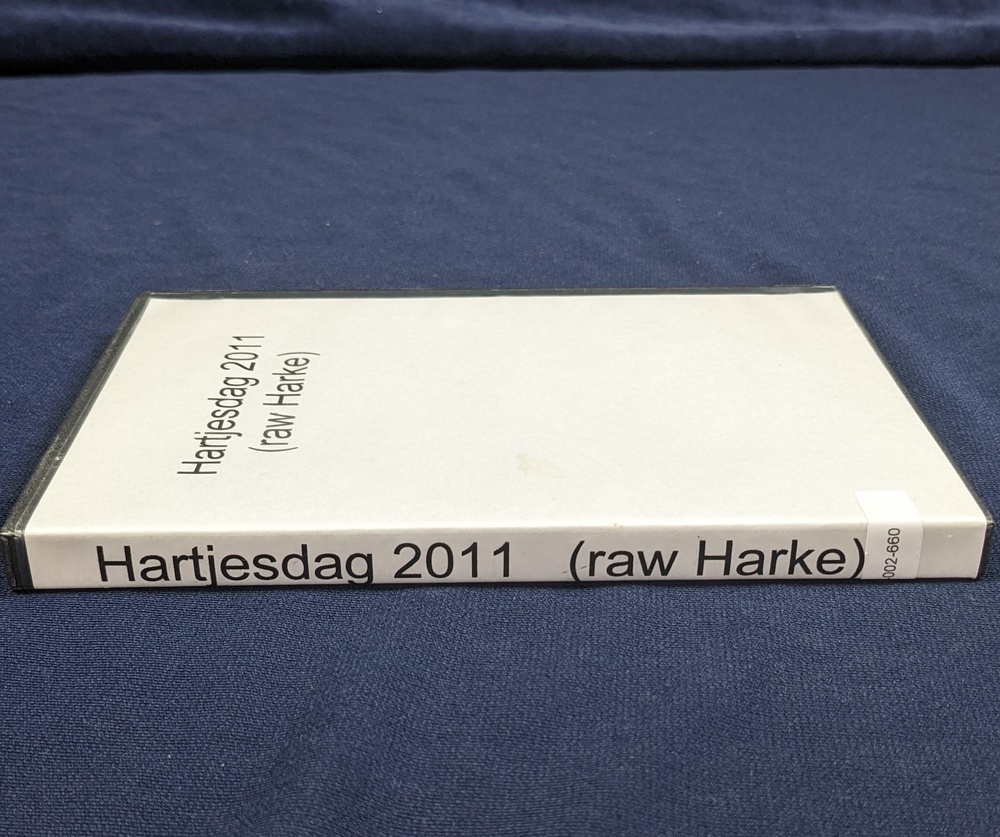 Hartjesdag 2011
(raw Harke)
Hartjesdag 2011 (raw Harke)
002-660